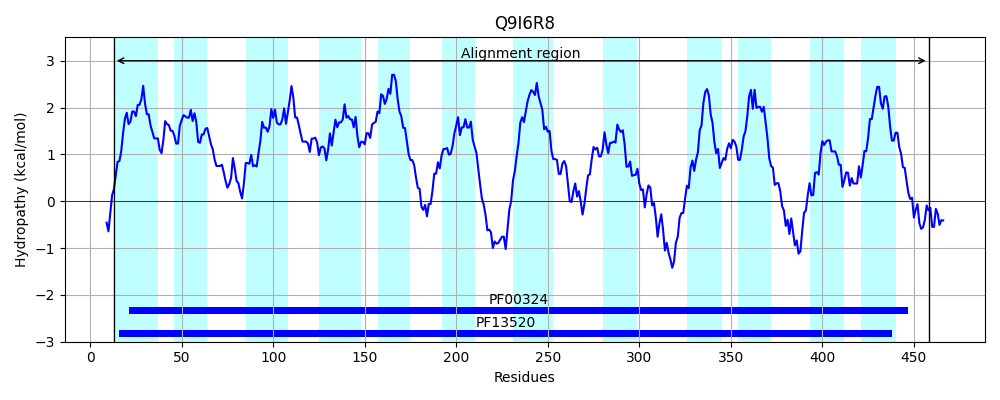 Q9I6R8
Alignment region
Hydropathy (kcal/mol)
3
2
1
0
−1
−2
−3
PF00324
PF13520
0 50 100 150 200 250 300 350 400 450
Residues